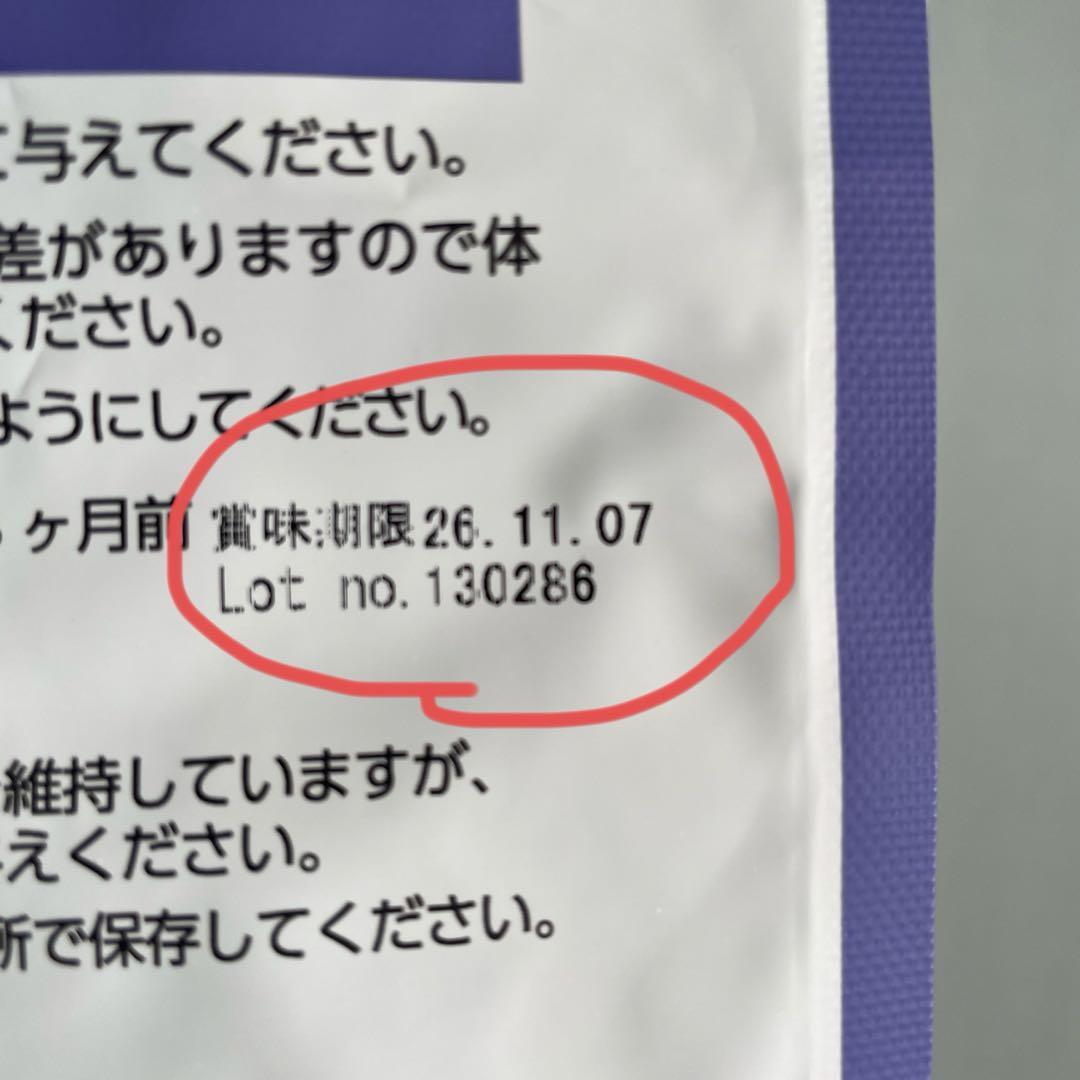 に与えてください。
差がありますので体
ください。
ようにしてください。
ヶ月前
賞味期限26.11.07
Lot no.130286
維持していますが、
えください。
所で保存してください。